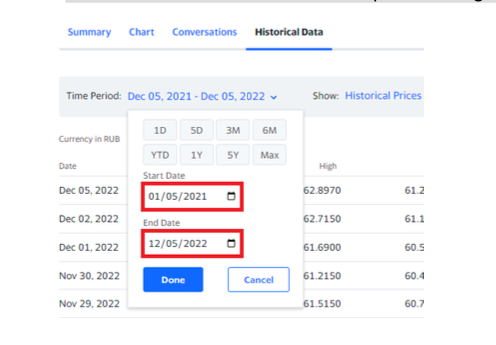 Summary Chart Conversations Historical Data
Time Period: Dec 05, 2021 - Dec 05, 2022 Show: Historical Prices
1D 5D 3M 6M
Currency in RUB
YTD 1Y 5Y Max
Date High
Start Date
Dec 05, 2022 01/05/2021 62.8970 61.2
End Date
Dec 02, 2022 62.7150 61.1
Dec 01, 2022 12/05/2022 61.6900 60.5
Nov 30, 2022 Done Cancel 61.2150 60.4
Nov 29, 2022 61.5150 60.7